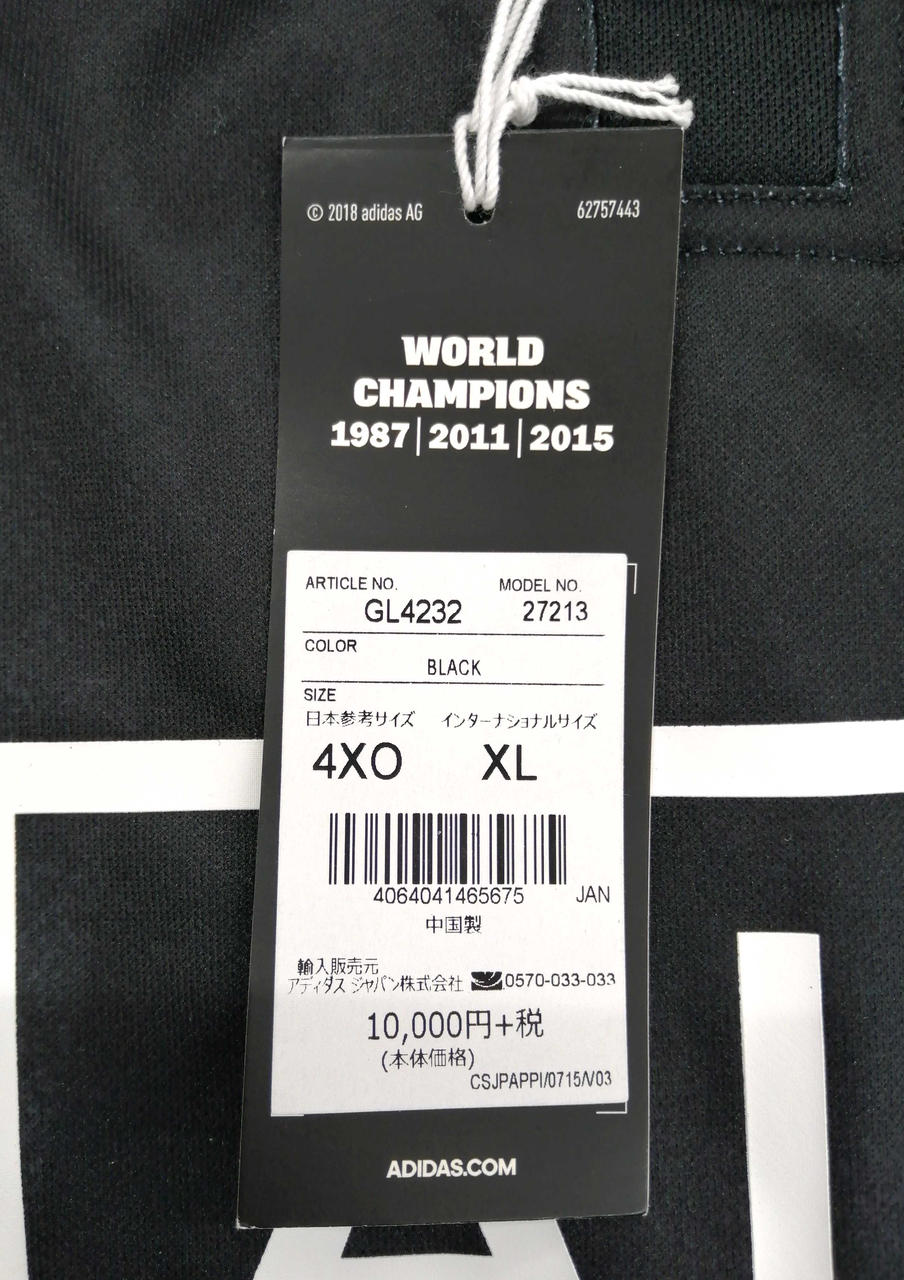 © 2018 adidas AG 62757443
WORLD
CHAMPIONS
1987|2011|2015
ARTICLE NO. MODEL NO.
GL4232 27213
COLOR
BLACK
SIZE
日本参考サイズ インターナショナルサイズ
4XO XL
4064041465675 JAN
中国製
輸入販売元
アディダス ジャパン株式会社 0570-033-033
10,000円+税
(本体価格)
CSJPAPPI/0715/V03
ADIDAS.COM